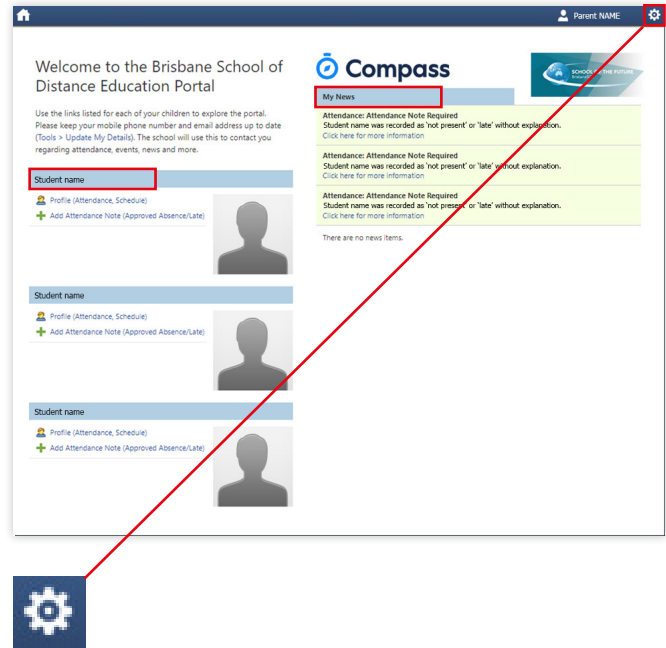 Parent NAME
Welcome to the Brisbane School of
Distance Education Portal
Use the links listed for each of your children to explore the portal.
Please keep your mobile phone number and email address up to date
(Tools > Update My Details). The school will use this to contact you
regarding attendance, events, news and more.
Student name
Profile (Attendance, Schedule)
Add Attendance Note (Approved Absence/Late)
Student name
Profile (Attendance, Schedule)
Add Attendance Note (Approved Absence/Late)
Student name
Profile (Attendance, Schedule)
Add Attendance Note (Approved Absence/Late)
Compass
SCHOOL OF THE FUTURE
My News
Attendance: Attendance Note Required
Student name was recorded as 'not present' or 'late' without explanation.
Click here for more information
Attendance: Attendance Note Required
Student name was recorded as 'not present' or 'late' without explanation.
Click here for more information
Attendance: Attendance Note Required
Student name was recorded as 'not present' or 'late' without explanation.
Click here for more information
There are no news items.